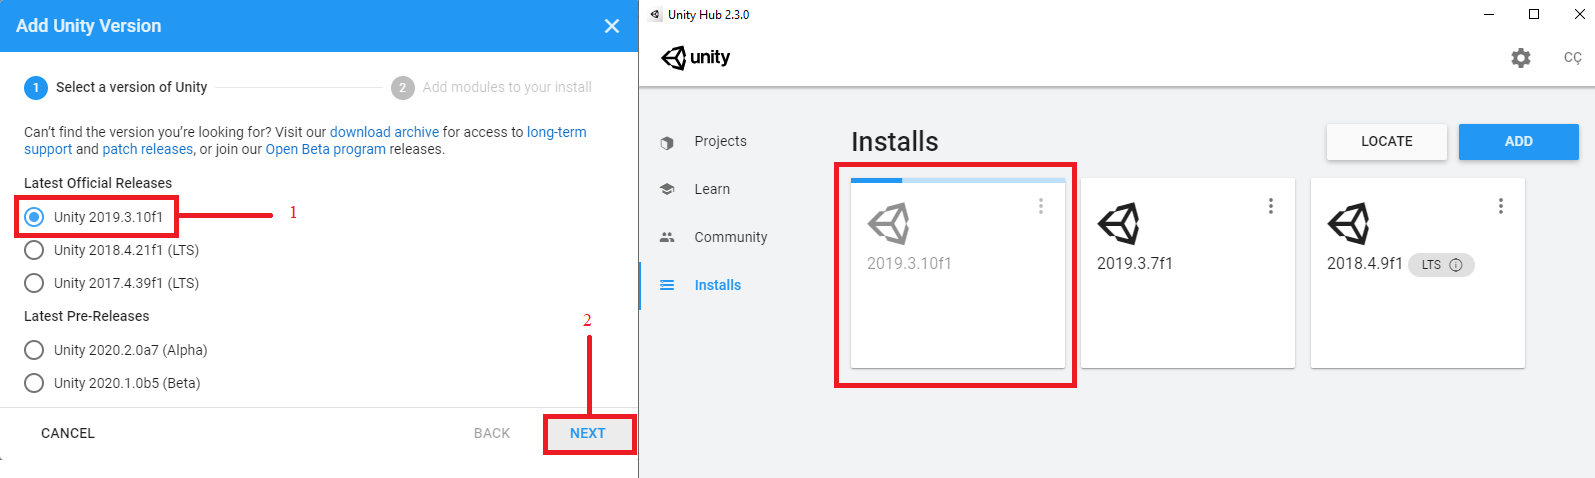 Add Unity Version
1 Select a version of Unity
2 Add modules to your install
Can't find the version you're looking for? Visit our download archive for access to long-term
support and patch releases, or join our Open Beta program releases.
Latest Official Releases
Unity 2019.3.10f1
1
Unity 2018.4.21f1 (LTS)
Unity 2017.4.39f1 (LTS)
Latest Pre-Releases
2
Unity 2020.2.0a7 (Alpha)
Unity 2020.1.0b5 (Beta)
CANCEL
BACK
NEXT
Unity Hub 2.3.0
unity
CÇ
Projects
Learn
Community
Installs
Installs
LOCATE
ADD
2019.3.10f1
2019.3.7f1
2018.4.9f1 LTS